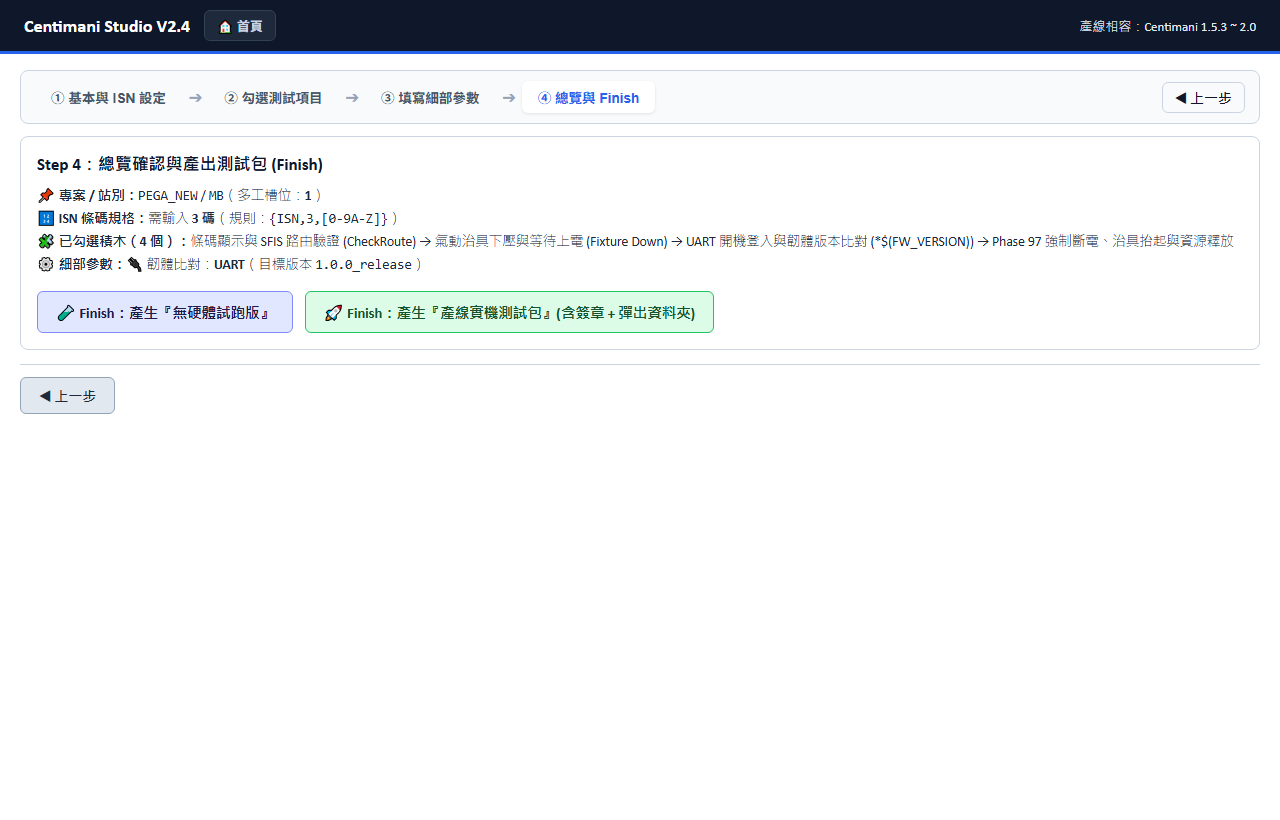 Centimani Studio V2.4
🏠 首頁
產線相容：Centimani 1.5.3 ~ 2.0
① 基本與 ISN 設定 → ② 勾選測試項目 → ③ 填寫細部參數 → ④ 總覽與 Finish
◀ 上一步
Step 4：總覽確認與產出測試包 (Finish)
📌 專案 / 站別：PEGA_NEW / MB（多工槽位：1）
🔢 ISN 條碼規格：需輸入 3 碼（規則：{ISN,3,[0-9A-Z]}）
🧩 已勾選積木（4 個）：條碼顯示與 SFIS 路由驗證 (CheckRoute) → 氣動治具下壓與等待上電 (Fixture Down) → UART 開機登入與韌體版本比對 (*$(FW_VERSION)) → Phase 97 強制斷電、治具抬起與資源釋放
⚙️ 細部參數：🔌 韌體比對：UART（目標版本 1.0.0_release）
🧪 Finish：產生『無硬體試跑版』
🚀 Finish：產生『產線實機測試包』(含簽章 + 彈出資料夾)
◀ 上一步